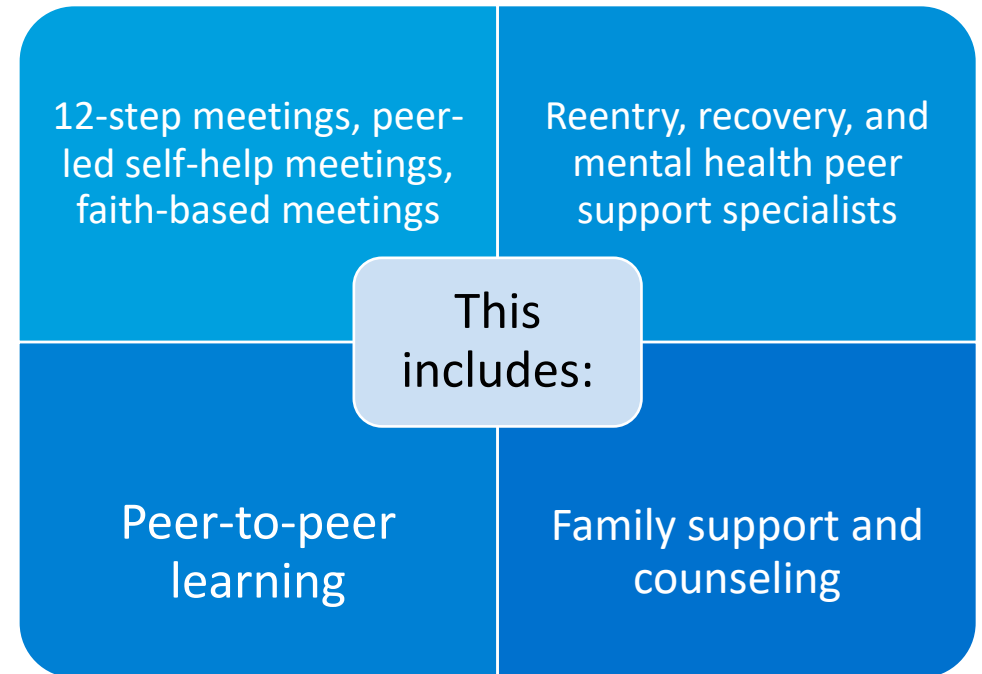 12-step meetings, peer-
led self-help meetings,
faith-based meetings
Reentry, recovery, and
mental health peer
support specialists
This
includes:
Peer-to-peer
learning
Family support and
counseling